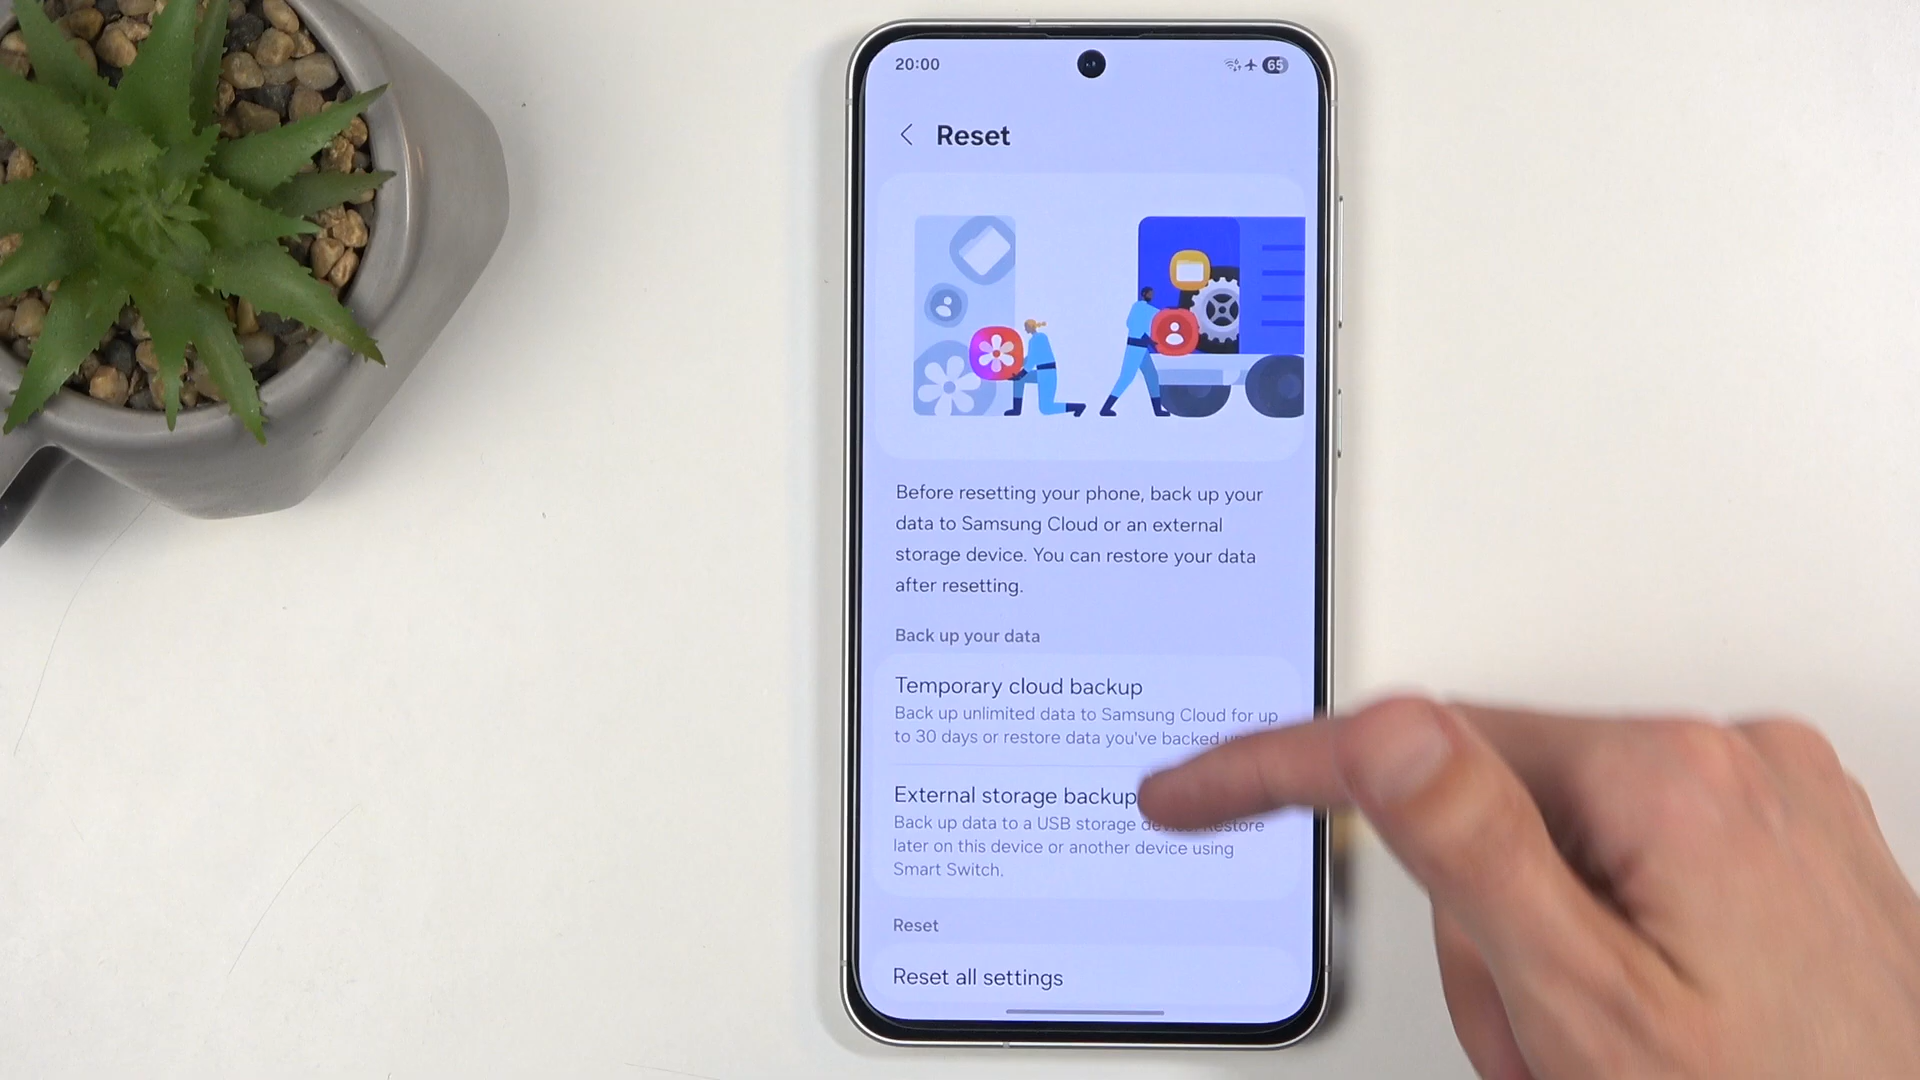 20:00
65
Reset
Before resetting your phone, back up your
data to Samsung Cloud or an external
storage device. You can restore your data
after resetting.
Back up your data
Temporary cloud backup
Back up unlimited data to Samsung Cloud for up
to 30 days or restore data you've backed
External storage backup
Back up data to a USB storage device. Restore
later on this device or another device using
Smart Switch.
Reset
Reset all settings